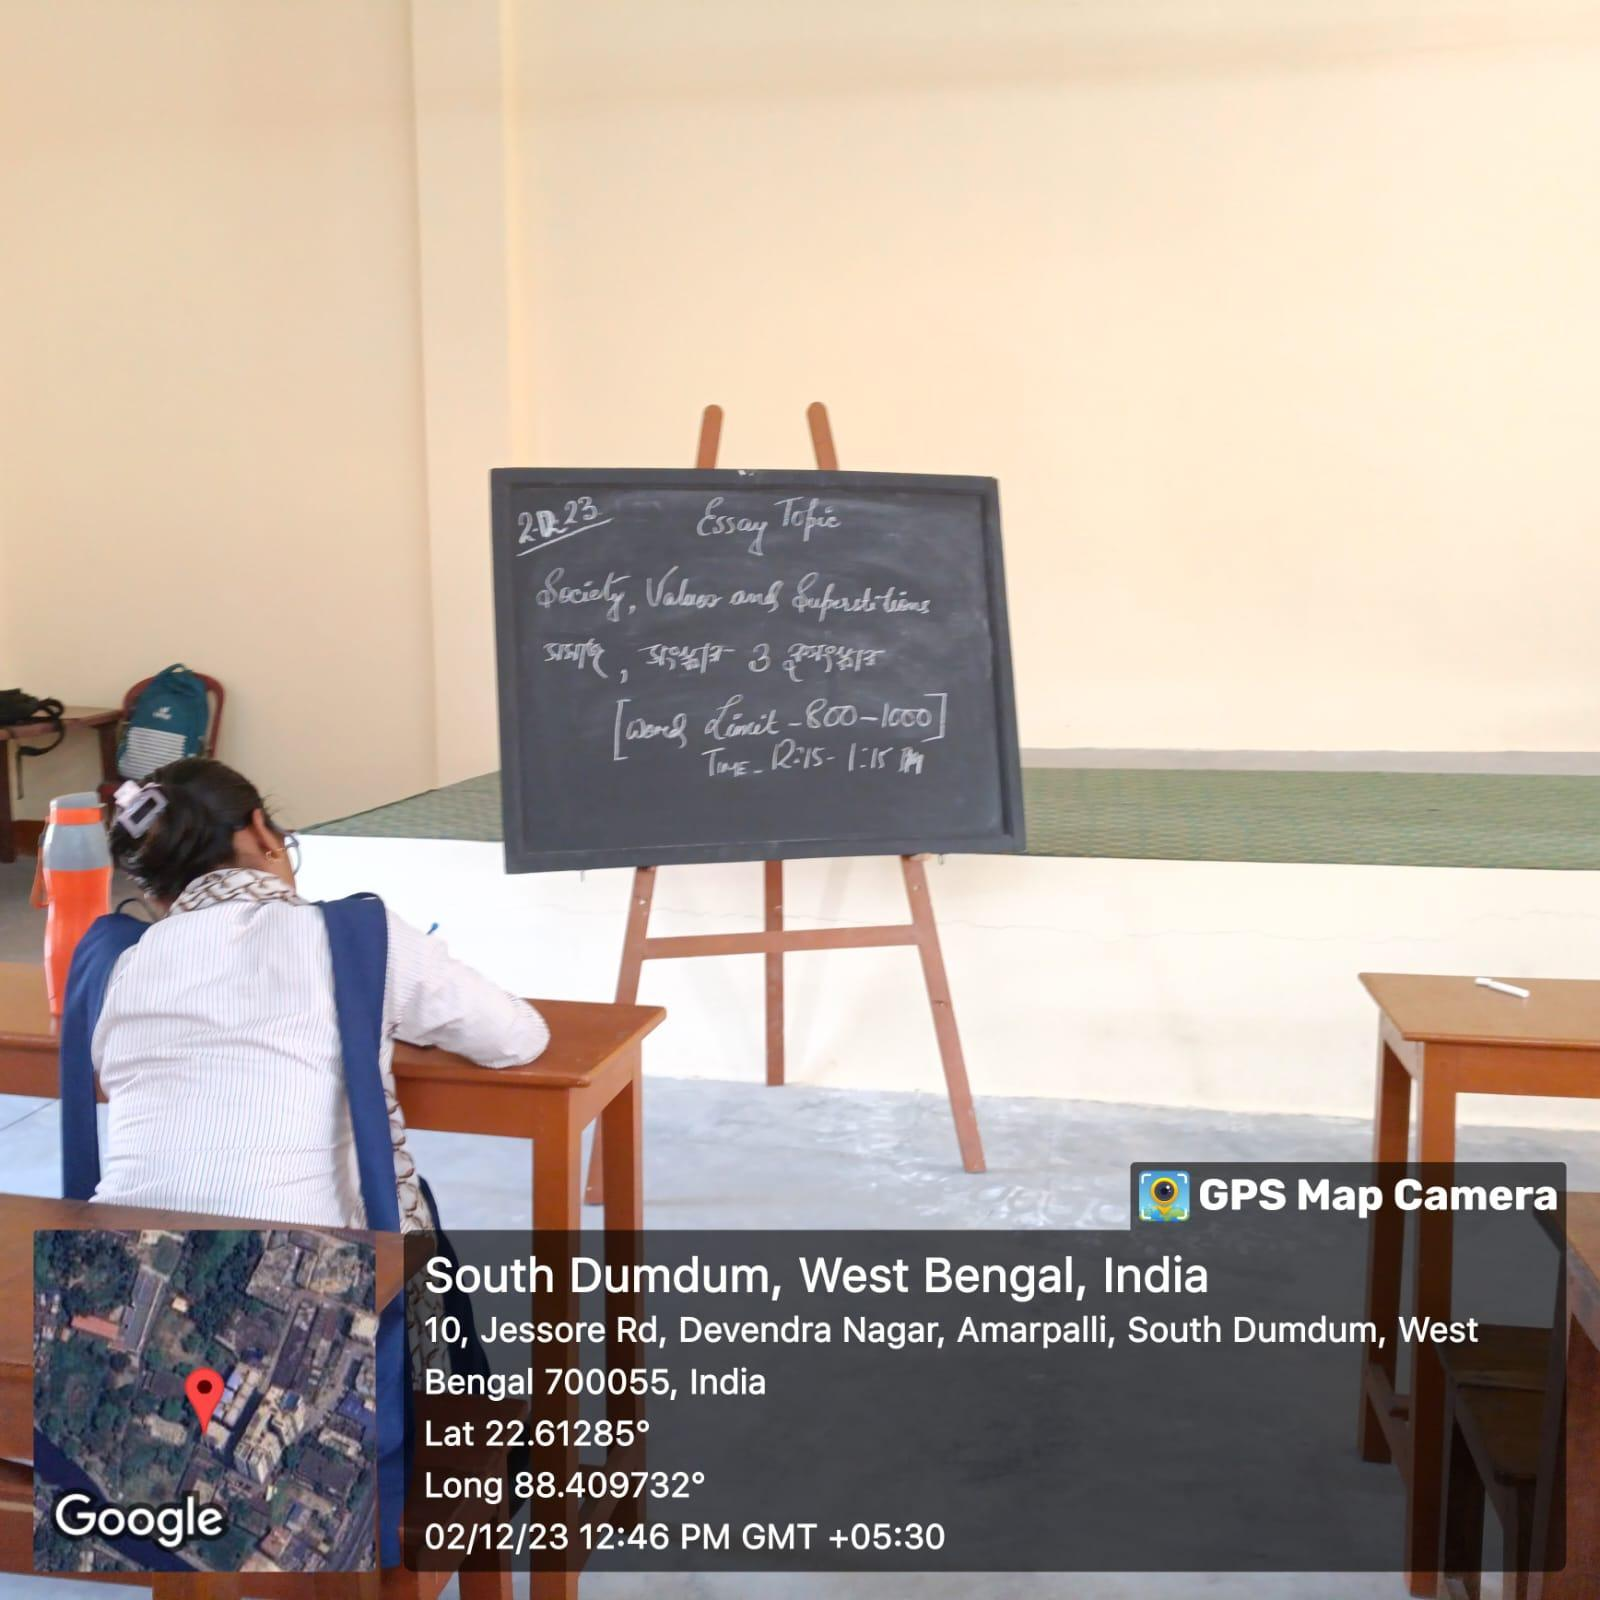 2.12.23
Essay Topic
Society, Values and Superstitions
সমাজ, সংস্কার ও কুসংস্কার
[Word Limit - 800-1000]
TIME - 12:15 - 1:15 PM
GPS Map Camera
South Dumdum, West Bengal, India
10, Jessore Rd, Devendra Nagar, Amarpalli, South Dumdum, West
Bengal 700055, India
Lat 22.61285°
Long 88.409732°
02/12/23 12:46 PM GMT +05:30
Google